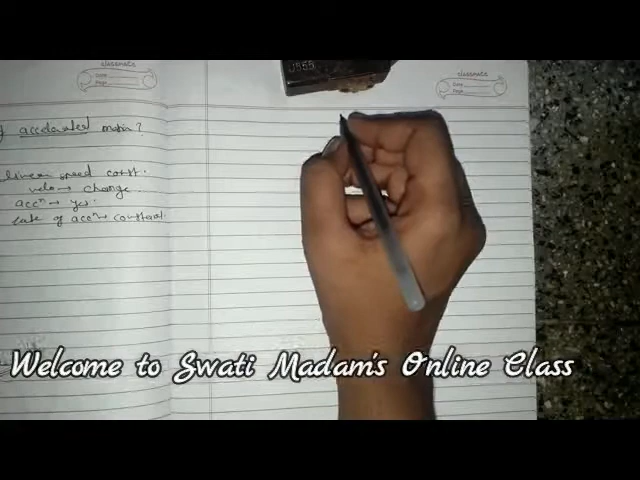 classmate
Date
Page
classmate
Date
Page
J555
accelerated motion?
speed const.
velo → change.
accⁿ → yes.
rate of accⁿ → constant
Welcome to Swati Madam's Online Class